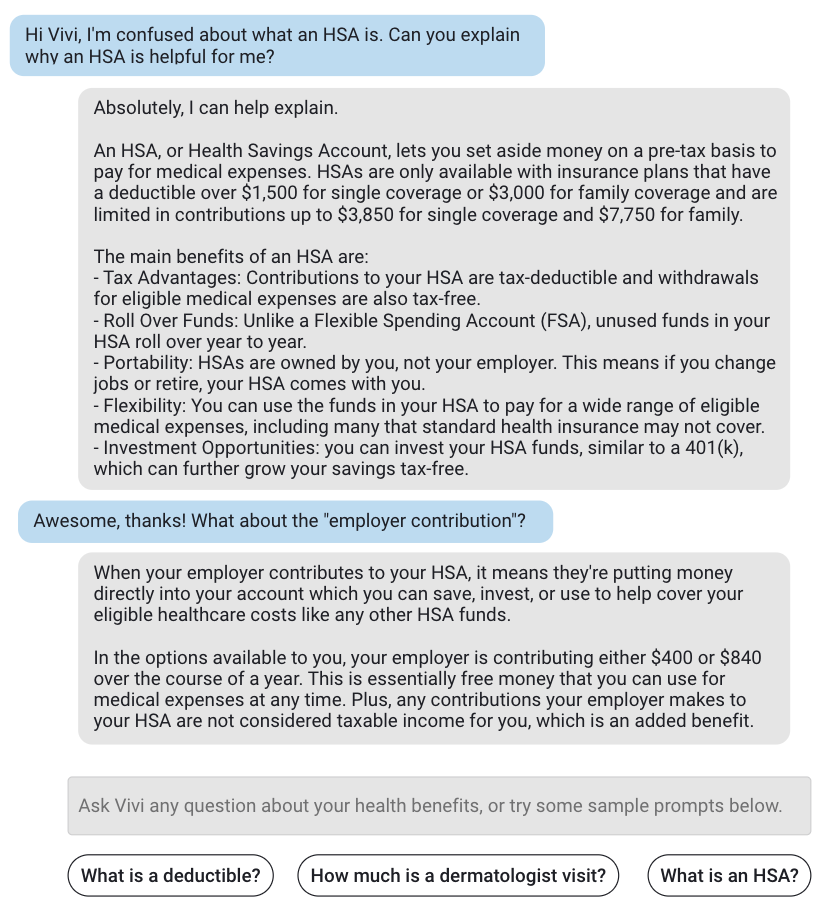 Hi Vivi, I'm confused about what an HSA is. Can you explain
why an HSA is helpful for me?
Absolutely, I can help explain.
An HSA, or Health Savings Account, lets you set aside money on a pre-tax basis to
pay for medical expenses. HSAs are only available with insurance plans that have
a deductible over $1,500 for single coverage or $3,000 for family coverage and are
limited in contributions up to $3,850 for single coverage and $7,750 for family.
The main benefits of an HSA are:
- Tax Advantages: Contributions to your HSA are tax-deductible and withdrawals
for eligible medical expenses are also tax-free.
- Roll Over Funds: Unlike a Flexible Spending Account (FSA), unused funds in your
HSA roll over year to year.
- Portability: HSAs are owned by you, not your employer. This means if you change
jobs or retire, your HSA comes with you.
- Flexibility: You can use the funds in your HSA to pay for a wide range of eligible
medical expenses, including many that standard health insurance may not cover.
- Investment Opportunities: you can invest your HSA funds, similar to a 401(k),
which can further grow your savings tax-free.
Awesome, thanks! What about the "employer contribution"?
When your employer contributes to your HSA, it means they're putting money
directly into your account which you can save, invest, or use to help cover your
eligible healthcare costs like any other HSA funds.
In the options available to you, your employer is contributing either $400 or $840
over the course of a year. This is essentially free money that you can use for
medical expenses at any time. Plus, any contributions your employer makes to
your HSA are not considered taxable income for you, which is an added benefit.
Ask Vivi any question about your health benefits, or try some sample prompts below.
What is a deductible?
How much is a dermatologist visit?
What is an HSA?